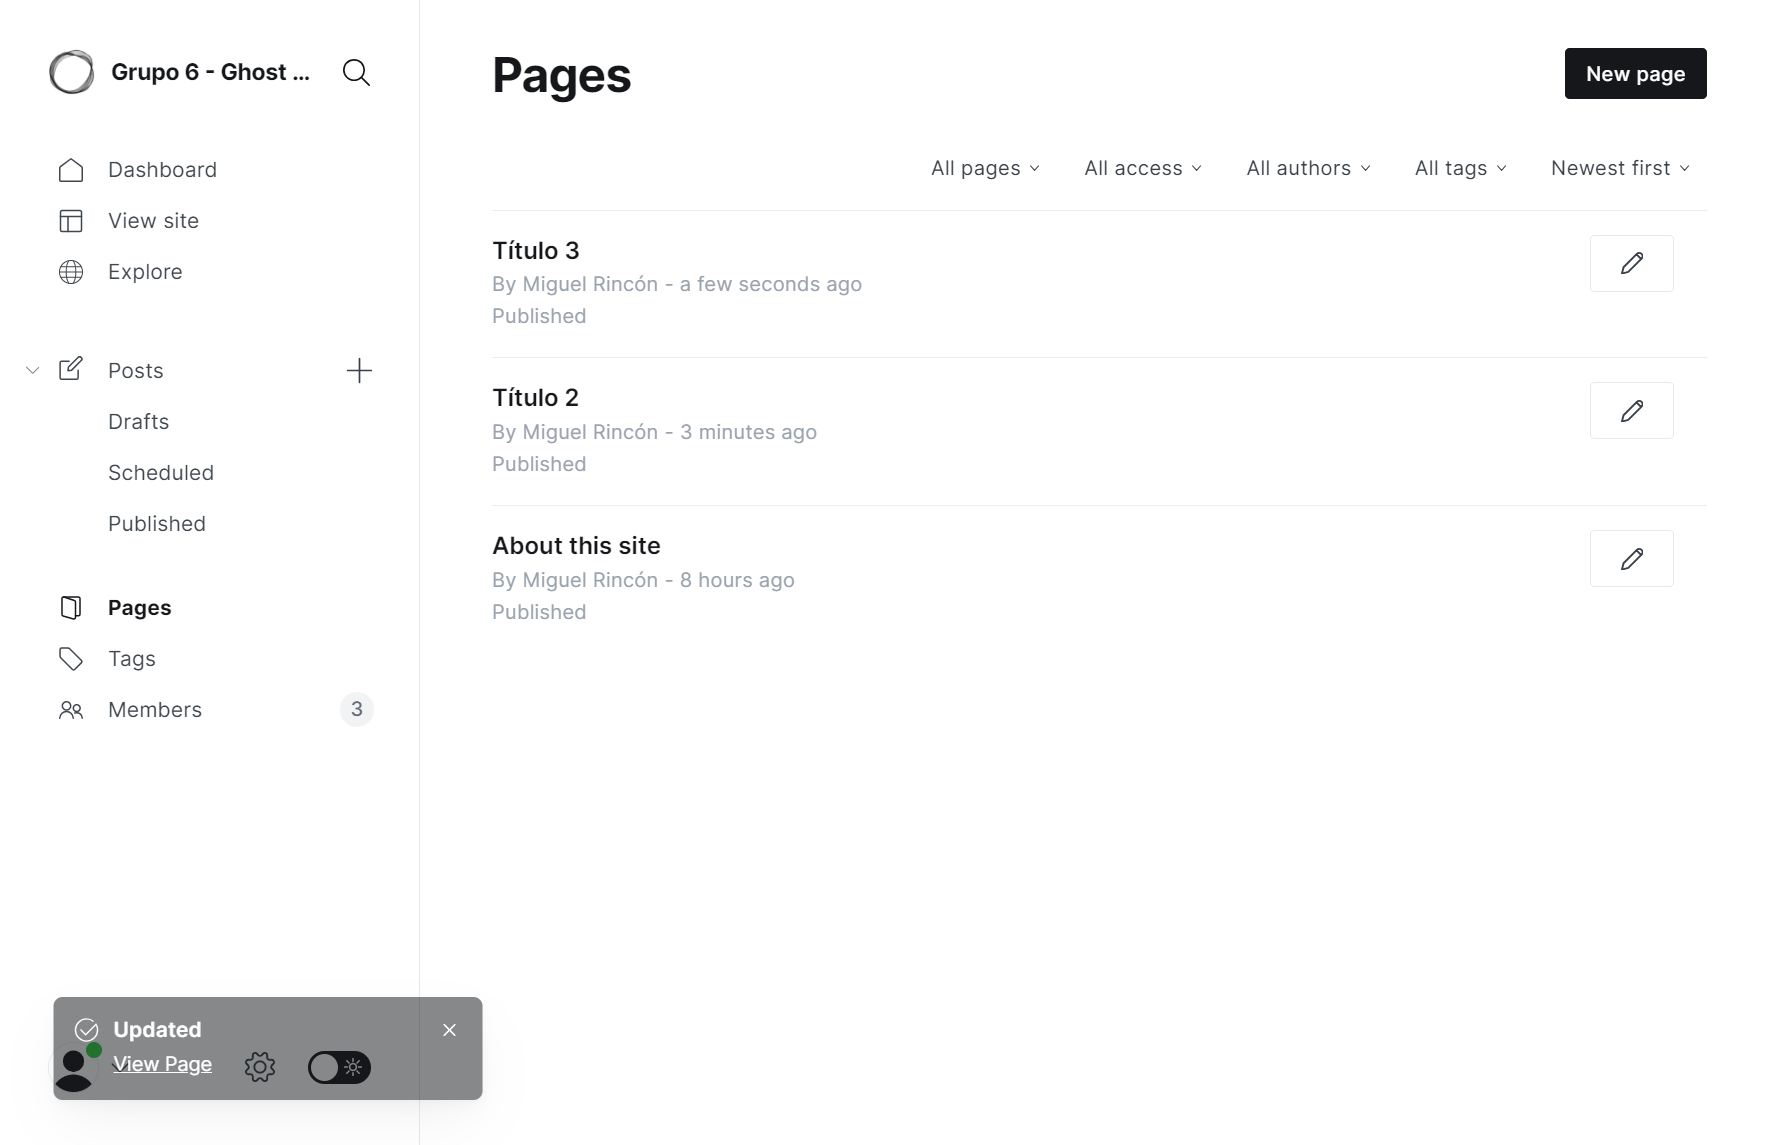 Grupo 6 - Ghost ...
Dashboard
View site
Explore
Posts
Drafts
Scheduled
Published
Pages
Tags
Members
3
Updated
View Page
Pages
New page
All pages
All access
All authors
All tags
Newest first
Título 3
By Miguel Rincón - a few seconds ago
Published
Título 2
By Miguel Rincón - 3 minutes ago
Published
About this site
By Miguel Rincón - 8 hours ago
Published